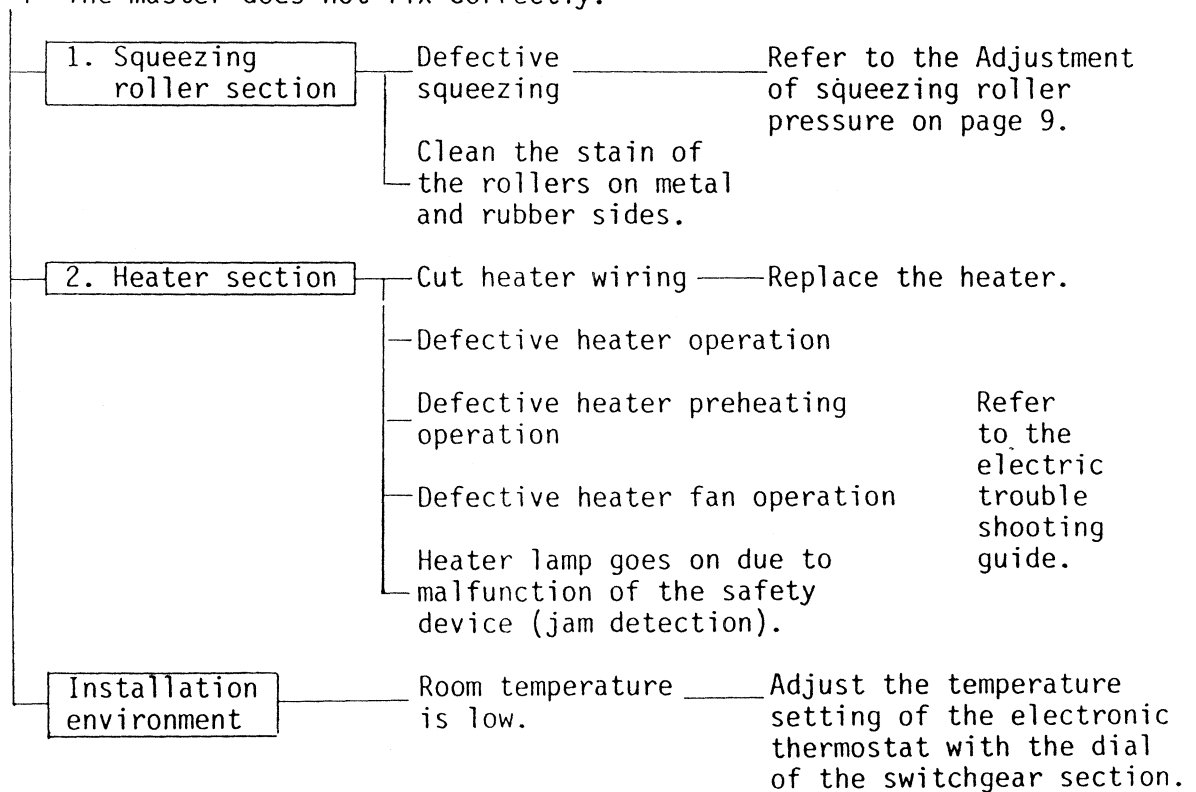 The master does not fix correctly.
1. Squeezing
roller section
Defective
squeezing
Refer to the Adjustment
of squeezing roller
pressure on page 9.
Clean the stain of
the rollers on metal
and rubber sides.
2. Heater section
Cut heater wiring
Replace the heater.
Defective heater operation
Defective heater preheating
operation
Defective heater fan operation
Heater lamp goes on due to
malfunction of the safety
device (jam detection).
Refer
to the
electric
trouble
shooting
guide.
Installation
environment
Room temperature
is low.
Adjust the temperature
setting of the electronic
thermostat with the dial
of the switchgear section.